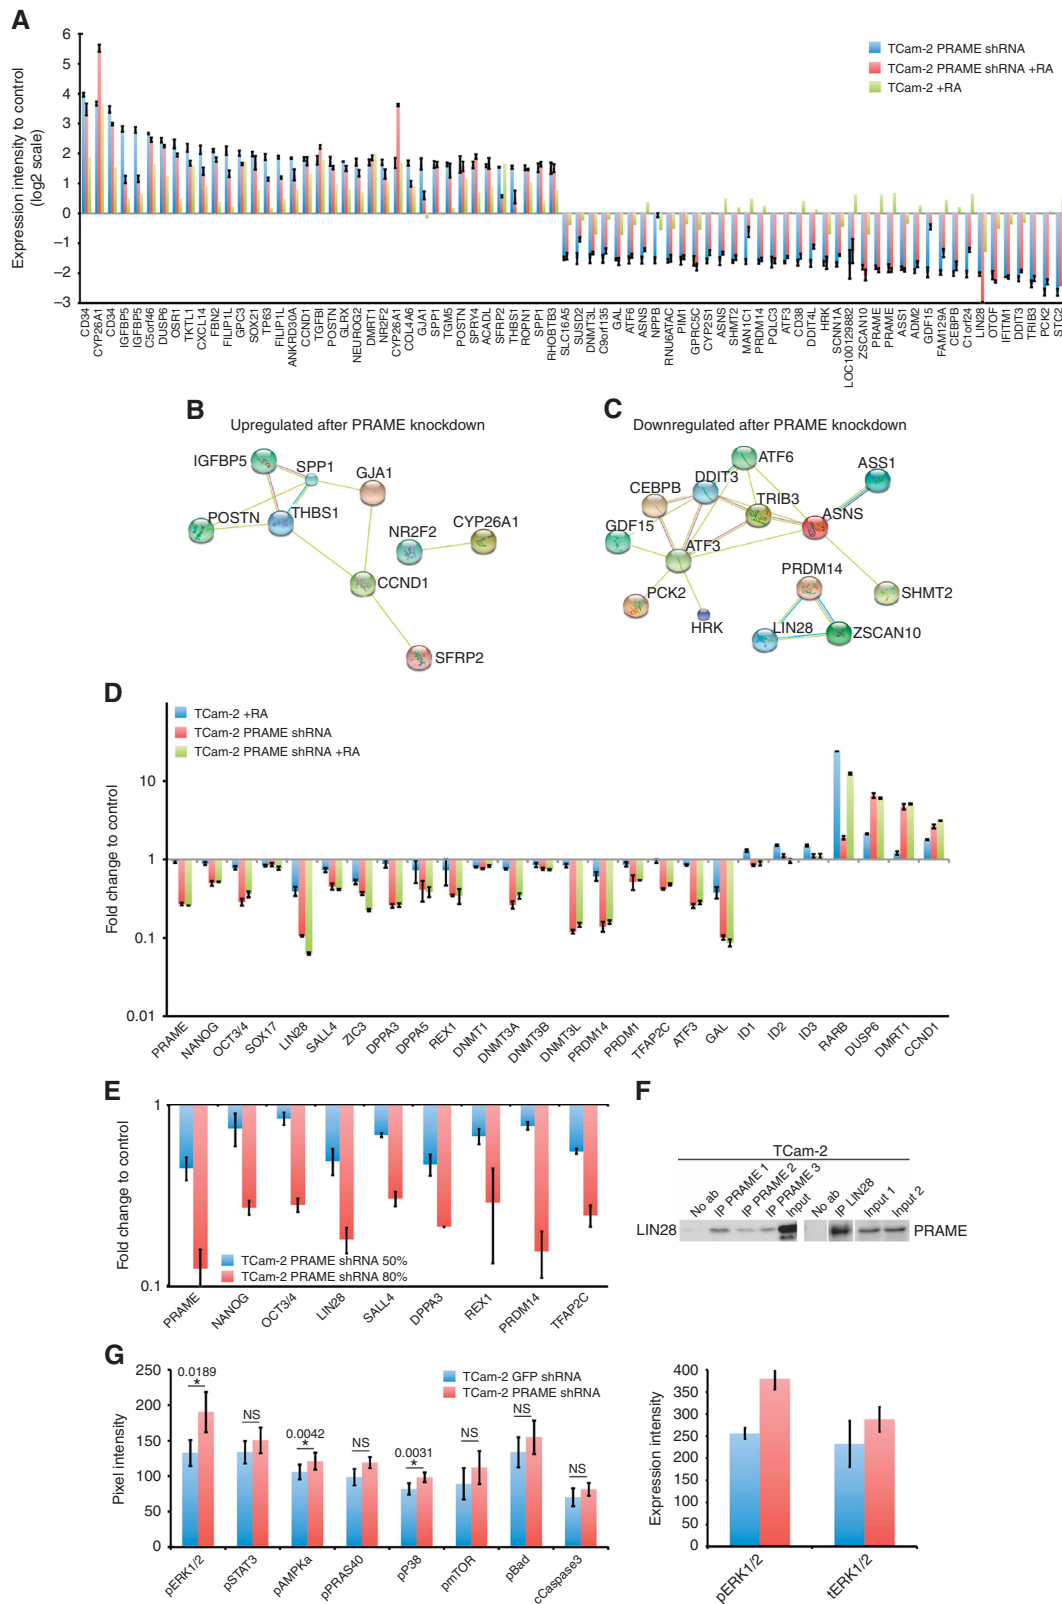 A
Expression intensity to control
(log2 scale)
6
5
4
3
2
1
0
−1
−2
−3
TCam-2 PRAME shRNA
TCam-2 PRAME shRNA +RA
TCam-2 +RA
CD34
CYP26A1
CD34
IGFBP5
IGFBP5
C5orf46
DUSP6
OSR1
TKTL1
CXCL14
FBN2
FILIP1L
GPC3
SOX21
TP63
FILIP1L
ANKRD30A
CCND1
TGFBI
POSTN
GLRX
NEUROG2
DMRT1
NR2F2
CYP26A1
COL4A6
GJA1
SPP1
TGM5
POSTN
SPRY4
ACADL
SFRP2
THBS1
ROPN1
SPP1
RHOBTB3
SLC16A5
SUSD2
DNMT3L
C9orf135
GAL
ATF6
ASNS
NPPB
RNU6ATAC
PIM1
GPRC5C
CYP2S1
ASNS
SHMT2
MAN1C1
PRDM14
PQLC3
ATF3
CD38
DDIT4L
HRK
SCNN1A
LOC100129882
ZSCAN10
PRAME
PRAME
ASS1
ADM2
GDF15
FAM129A
CEBPB
C1orf24
LIN28
OTOF
IFITM1
DDIT3
TRIB3
PCK2
STC2
B
Upregulated after PRAME knockdown
IGFBP5
SPP1
GJA1
POSTN
THBS1
NR2F2
CYP26A1
CCND1
SFRP2
C
Downregulated after PRAME knockdown
ATF6
DDIT3
ASS1
CEBPB
TRIB3
ASNS
GDF15
ATF3
PRDM14
PCK2
SHMT2
HRK
LIN28
ZSCAN10
D
TCam-2 +RA
TCam-2 PRAME shRNA
TCam-2 PRAME shRNA +RA
Fold change to control
10
1
0.1
0.01
PRAME
NANOG
OCT3/4
SOX17
LIN28
SALL4
ZIC3
DPPA3
DPPA5
REX1
DNMT1
DNMT3A
DNMT3B
DNMT3L
PRDM14
PRDM1
TFAP2C
ATF3
GAL
ID1
ID2
ID3
RARB
DUSP6
DMRT1
CCND1
E
Fold change to control
1
0.1
TCam-2 PRAME shRNA 50%
TCam-2 PRAME shRNA 80%
PRAME
NANOG
OCT3/4
LIN28
SALL4
DPPA3
REX1
PRDM14
TFAP2C
F
TCam-2
No ab
IP PRAME 1
IP PRAME 2
IP PRAME 3
Input
No ab
IP LIN28
Input 1
Input 2
LIN28
PRAME
G
Pixel intensity
250
200
150
100
50
0
TCam-2 GFP shRNA
TCam-2 PRAME shRNA
0.0189
*
NS
0.0042
*
NS
0.0031
*
NS
NS
NS
pERK1/2
pSTAT3
pAMPKa
pPRAS40
pP38
pmTOR
pBad
cCaspase3
Expression intensity
400
350
300
250
200
150
100
50
0
pERK1/2
tERK1/2